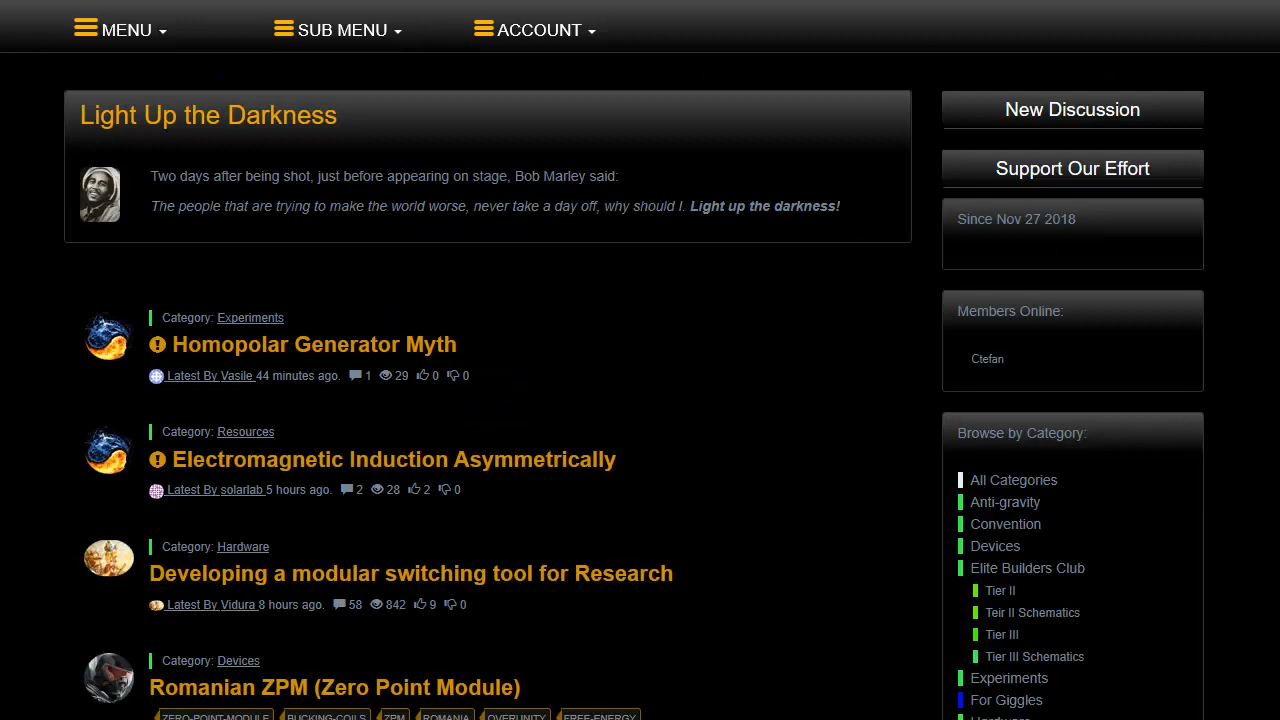 MENU
SUB MENU
ACCOUNT
Light Up the Darkness
Two days after being shot, just before appearing on stage, Bob Marley said:
The people that are trying to make the world worse, never take a day off, why should I. Light up the darkness!
Category: Experiments
Homopolar Generator Myth
Latest By Vasile 44 minutes ago. 1 29 0 0
Category: Resources
Electromagnetic Induction Asymmetrically
Latest By solarlab 5 hours ago. 2 28 2 0
Category: Hardware
Developing a modular switching tool for Research
Latest By Vidura 8 hours ago. 58 842 9 0
Category: Devices
Romanian ZPM (Zero Point Module)
ZERO-POINT-MODULE BUCKING-COILS ZPM ROMANIA OVERUNITY FREE-ENERGY
New Discussion
Support Our Effort
Since Nov 27 2018
Members Online:
Ctefan
Browse by Category:
All Categories
Anti-gravity
Convention
Devices
Elite Builders Club
Tier II
Teir II Schematics
Tier III
Tier III Schematics
Experiments
For Giggles
Hardware